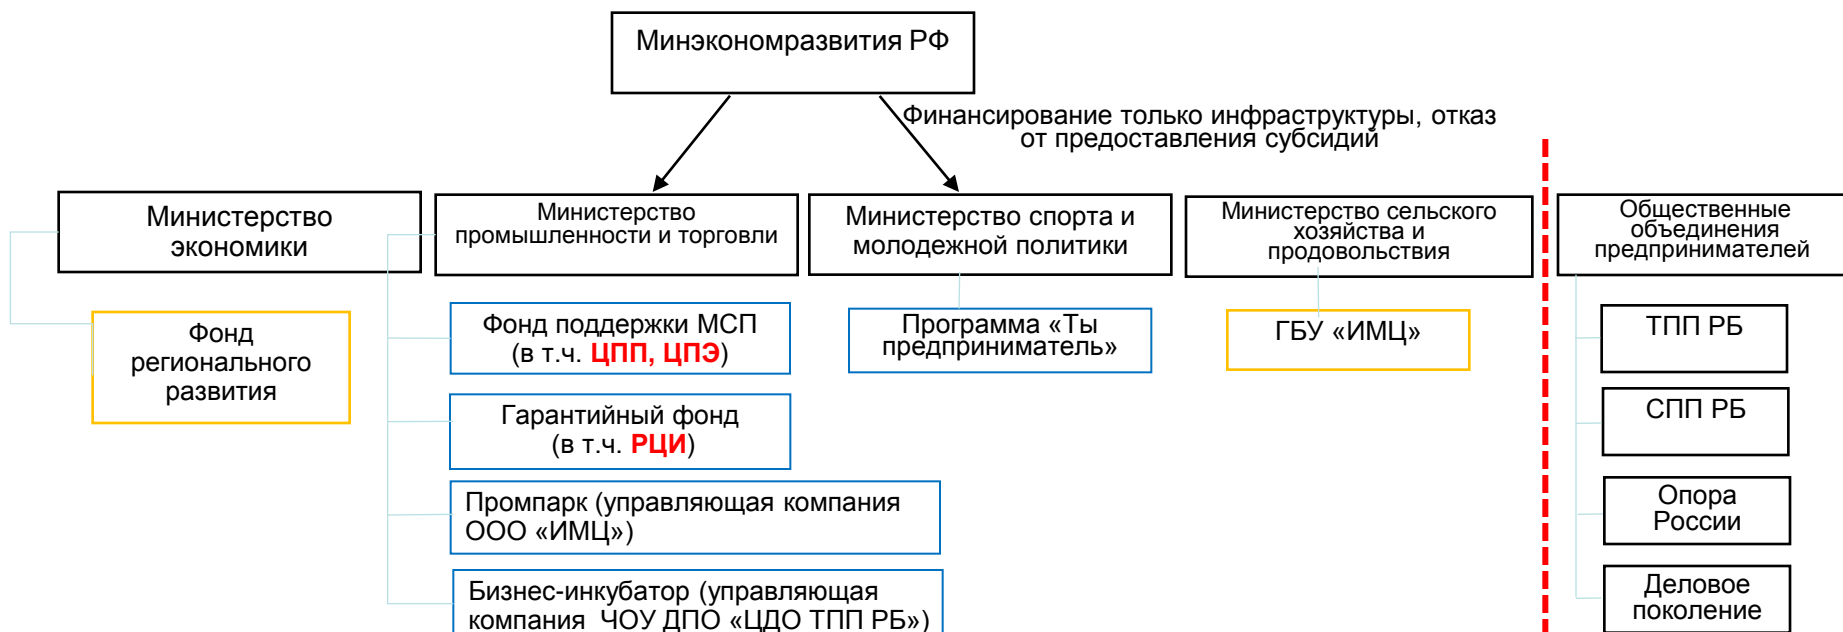 Минэкономразвития РФ
Финансирование только инфраструктуры, отказ
от предоставления субсидий
Министерство
экономики
Министерство
промышленности и торговли
Министерство спорта и
молодежной политики
Министерство сельского
хозяйства и
продовольствия
Общественные
объединения
предпринимателей
Фонд
регионального
развития
Фонд поддержки МСП
(в т.ч. ЦПП, ЦПЭ)
Гарантийный фонд
(в т.ч. РЦИ)
Промпарк (управляющая компания
ООО «ИМЦ»)
Бизнес-инкубатор (управляющая
компания  ЧОУ ДПО «ЦДО ТПП РБ»)
Программа «Ты
предприниматель»
ГБУ «ИМЦ»
ТПП РБ
СПП РБ
Опора
России
Деловое
поколение